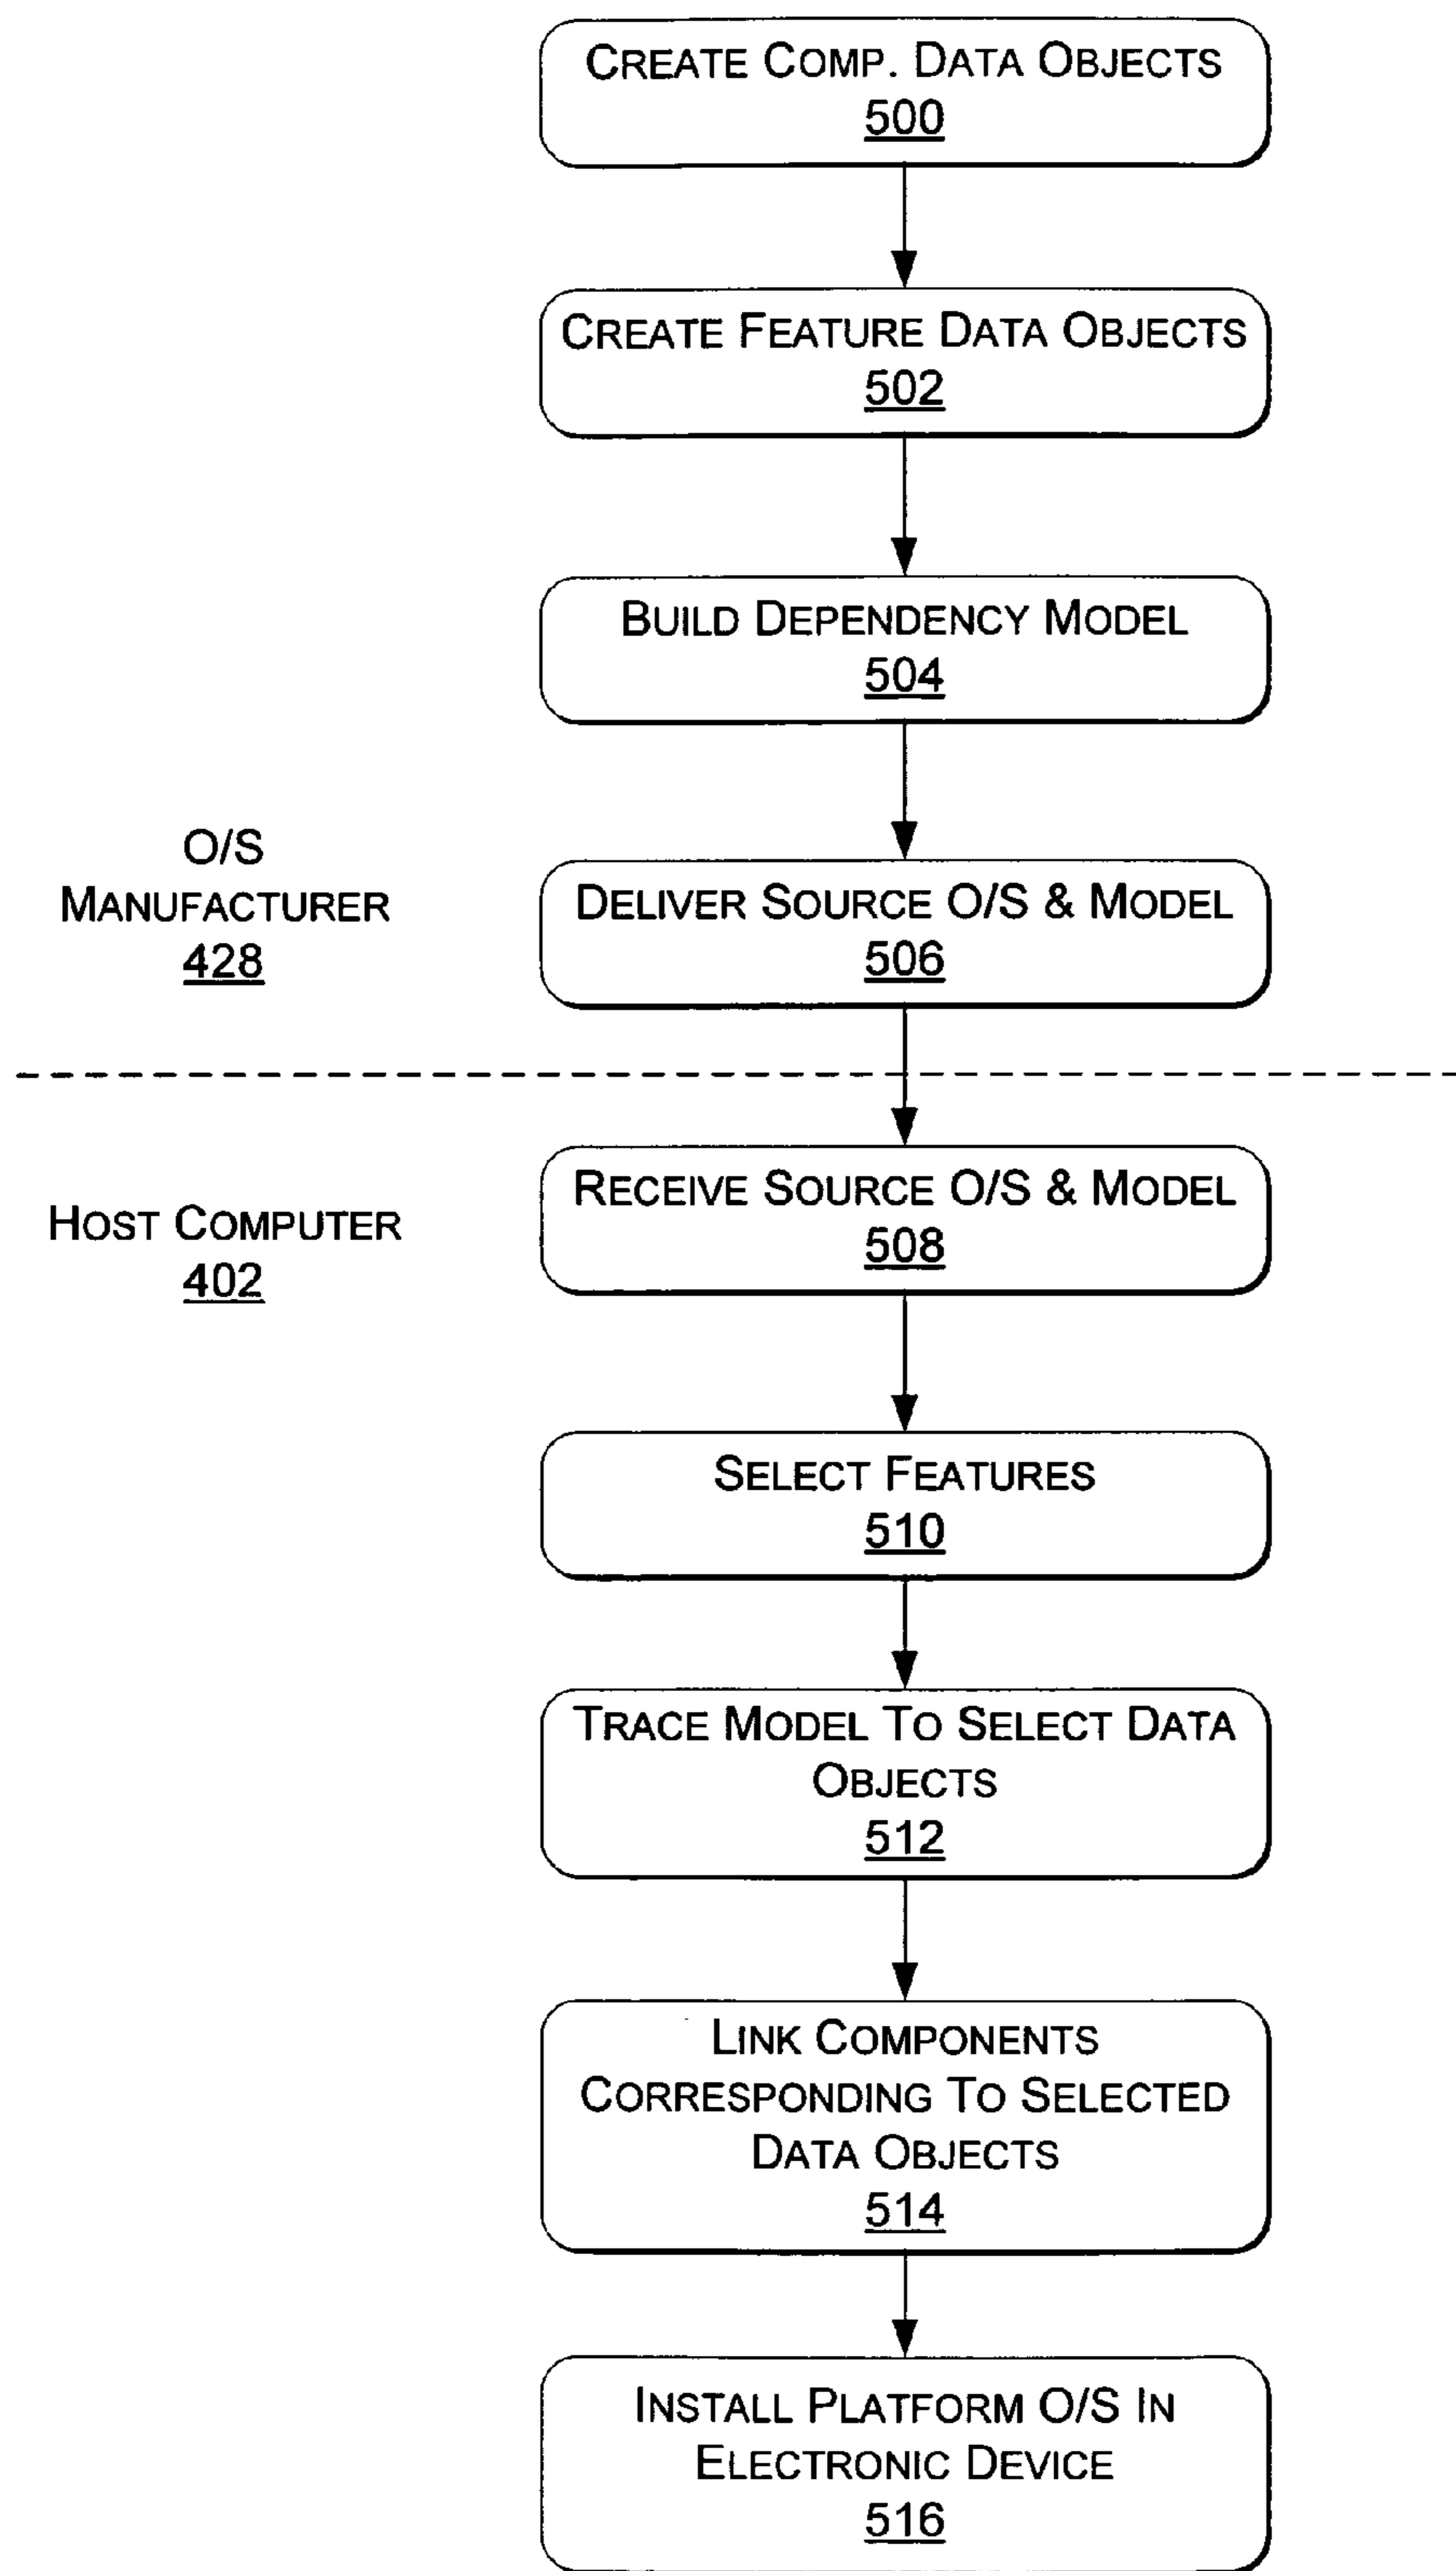 CREATE COMP. DATA OBJECTS
500
CREATE FEATURE DATA OBJECTS
502
BUILD DEPENDENCY MODEL
504
O/S
MANUFACTURER
428
DELIVER SOURCE O/S & MODEL
506
RECEIVE SOURCE O/S & MODEL
508
HOST COMPUTER
402
SELECT FEATURES
510
TRACE MODEL TO SELECT DATA
OBJECTS
512
LINK COMPONENTS
CORRESPONDING TO SELECTED
DATA OBJECTS
514
INSTALL PLATFORM O/S IN
ELECTRONIC DEVICE
516